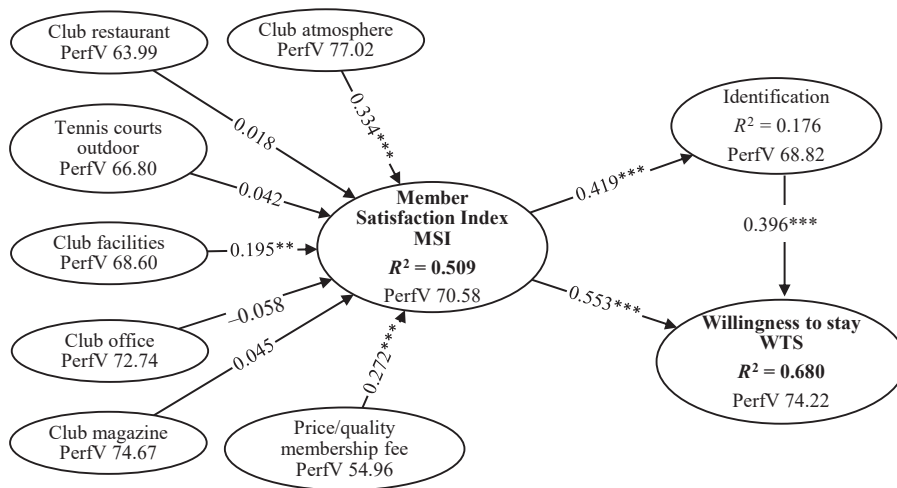 Club restaurant
PerfV 63.99
Club atmosphere
PerfV 77.02
Tennis courts
outdoor
PerfV 66.80
Club facilities
PerfV 68.60
Club office
PerfV 72.74
Club magazine
PerfV 74.67
Price/quality
membership fee
PerfV 54.96
0.018
0.334***
0.042
0.195**
–0.058
0.045
0.272***
Member
Satisfaction Index
MSI
R² = 0.509
PerfV 70.58
0.419***
0.553***
Identification
R² = 0.176
PerfV 68.82
0.396***
Willingness to stay
WTS
R² = 0.680
PerfV 74.22